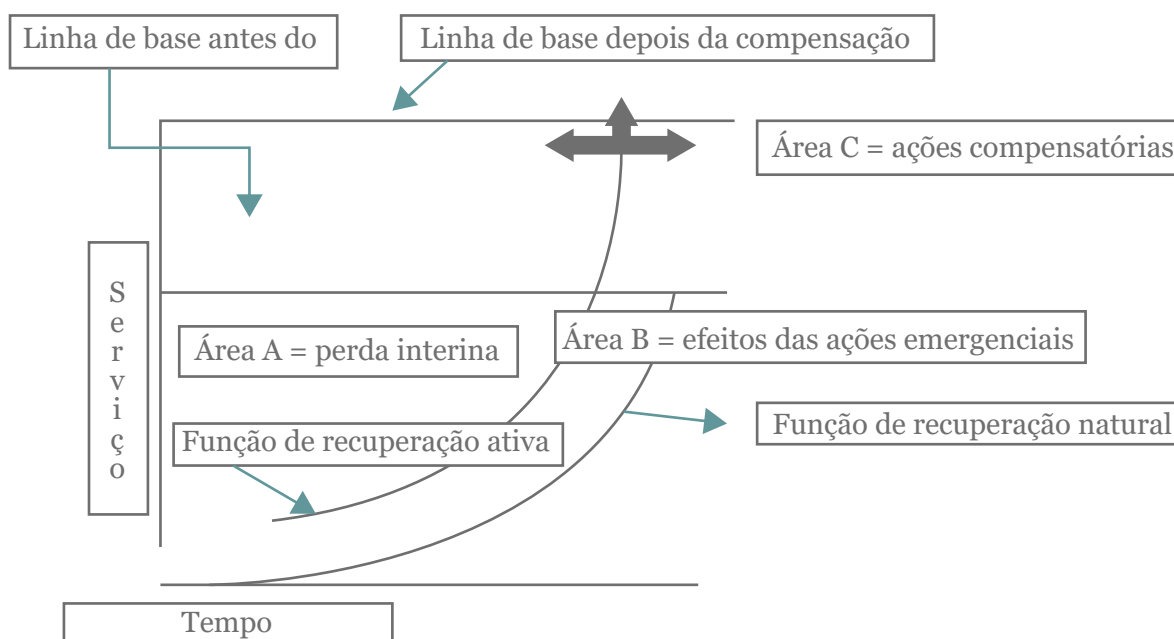 Linha de base antes do
Linha de base depois da compensação
Área C = ações compensatórias
Serviço
Área A = perda interina
Área B = efeitos das ações emergenciais
Função de recuperação ativa
Função de recuperação natural
Tempo